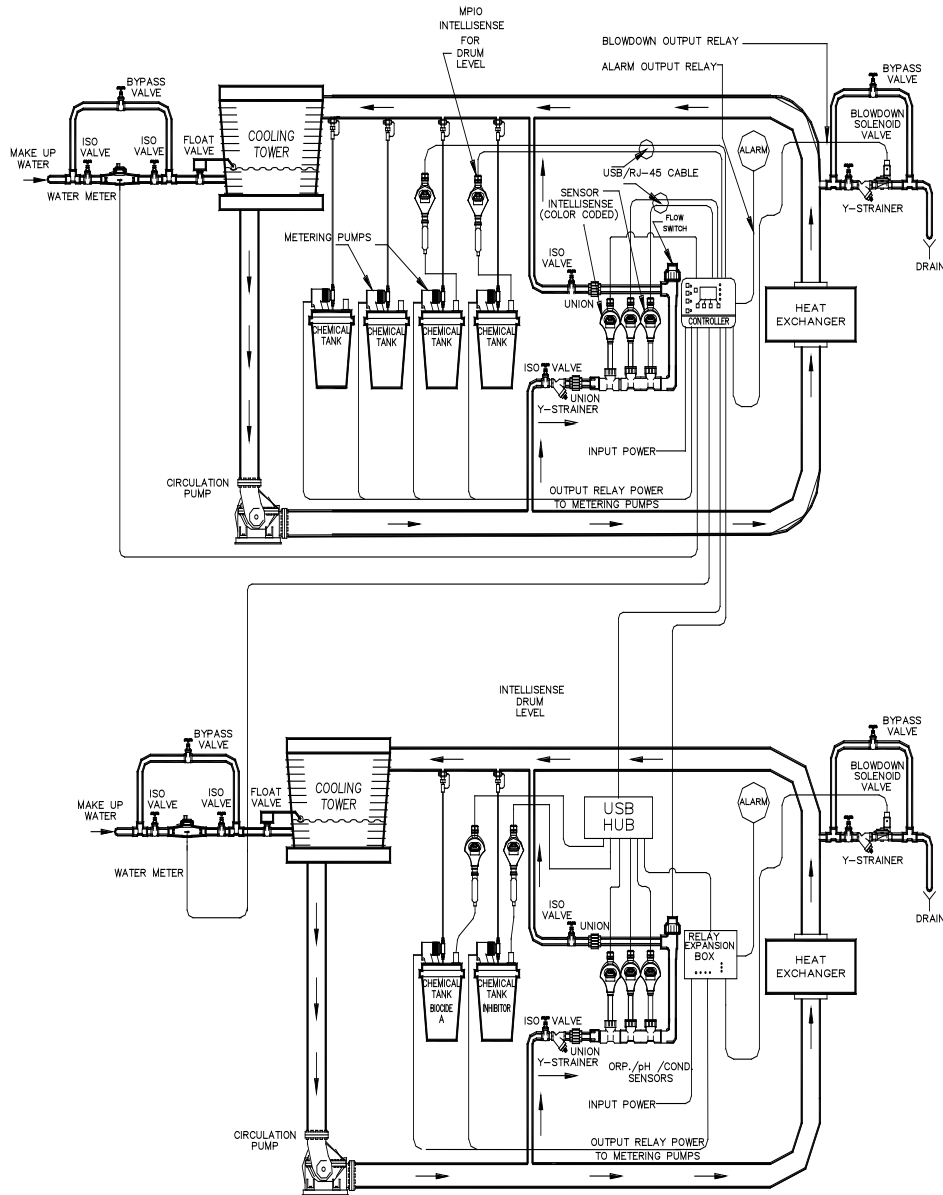 MPIO
INTELLISENSE
FOR
DRUM
LEVEL
BLOWDOWN OUTPUT RELAY
ALARM OUTPUT RELAY
BYPASS
VALVE
BYPASS
VALVE
ISO
VALVE
ISO
VALVE
FLOAT
VALVE
COOLING
TOWER
MAKE UP
WATER
WATER METER
BLOWDOWN
SOLENOID
VALVE
ALARM
Y-STRAINER
DRAIN
USB/RJ-45 CABLE
SENSOR
INTELLISENSE
(COLOR CODED)
FLOW
SWITCH
METERING PUMPS
ISO
VALVE
UNION
CONTROLLER
HEAT
EXCHANGER
CHEMICAL
TANK
CHEMICAL
TANK
CHEMICAL
TANK
CHEMICAL
TANK
ISO VALVE
UNION
Y-STRAINER
INPUT POWER
CIRCULATION
PUMP
OUTPUT RELAY POWER
TO METERING PUMPS
INTELLISENSE
DRUM
LEVEL
BYPASS
VALVE
BYPASS
VALVE
ISO
VALVE
ISO
VALVE
FLOAT
VALVE
COOLING
TOWER
MAKE UP
WATER
WATER METER
USB
HUB
ALARM
BLOWDOWN
SOLENOID
VALVE
Y-STRAINER
DRAIN
ISO
VALVE
UNION
RELAY
EXPANSION
BOX
HEAT
EXCHANGER
CHEMICAL
TANK
BIOCIDE
A
CHEMICAL
TANK
INHIBITOR
ISO VALVE
UNION
Y-STRAINER
ORP./pH /COND.
SENSORS
INPUT POWER
CIRCULATION
PUMP
OUTPUT RELAY POWER
TO METERING PUMPS